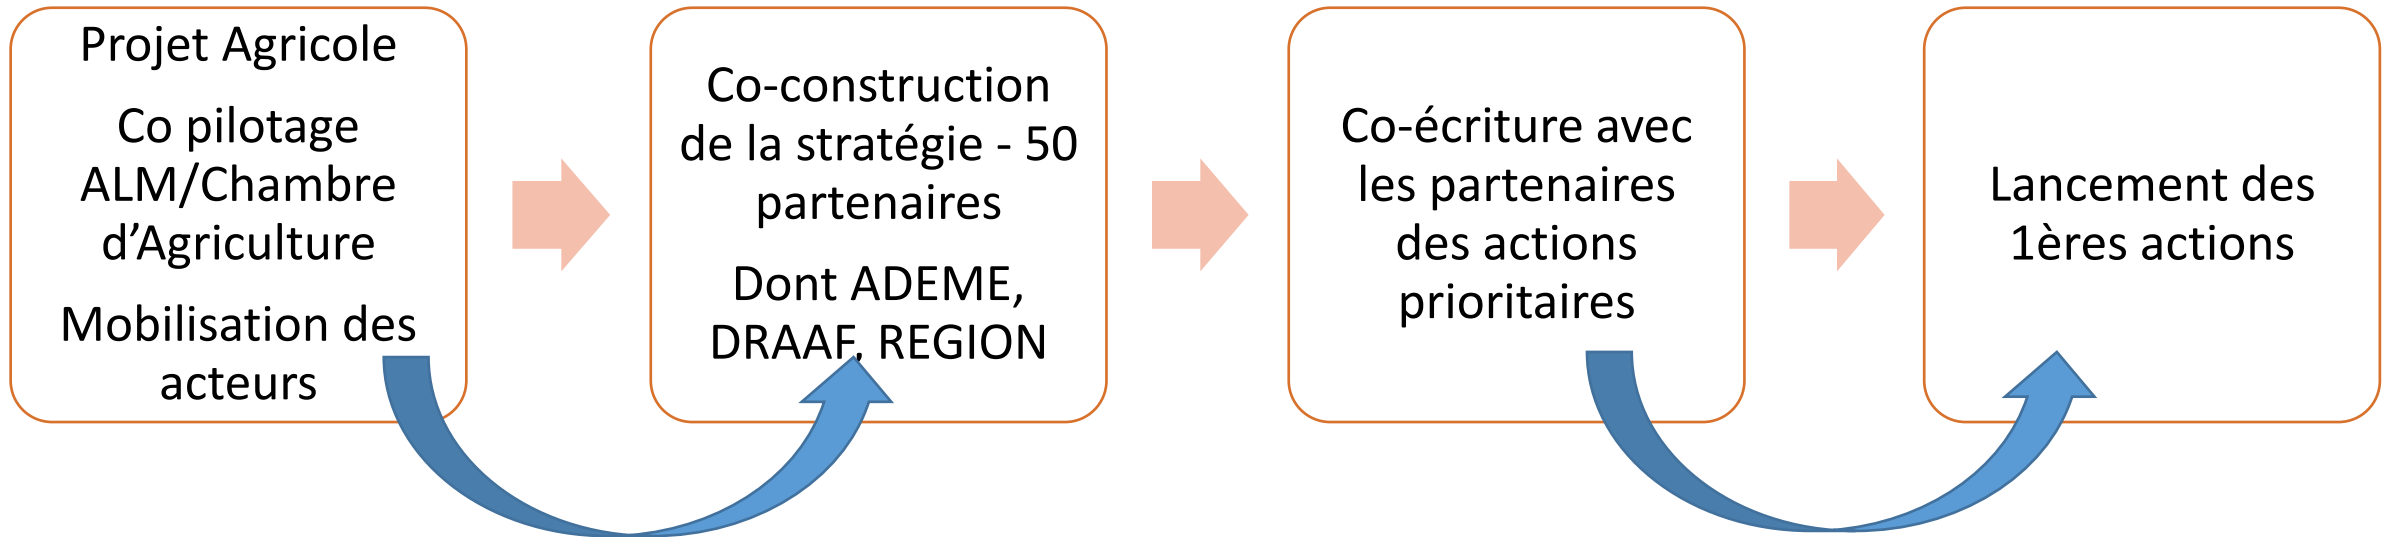 Projet Agricole
Co pilotage
ALM/Chambre
d’Agriculture
Mobilisation des
acteurs
Co-construction
de la stratégie - 50
partenaires
Dont ADEME,
DRAAF, REGION
Co-écriture avec
les partenaires
des actions
prioritaires
Lancement des
1ères actions